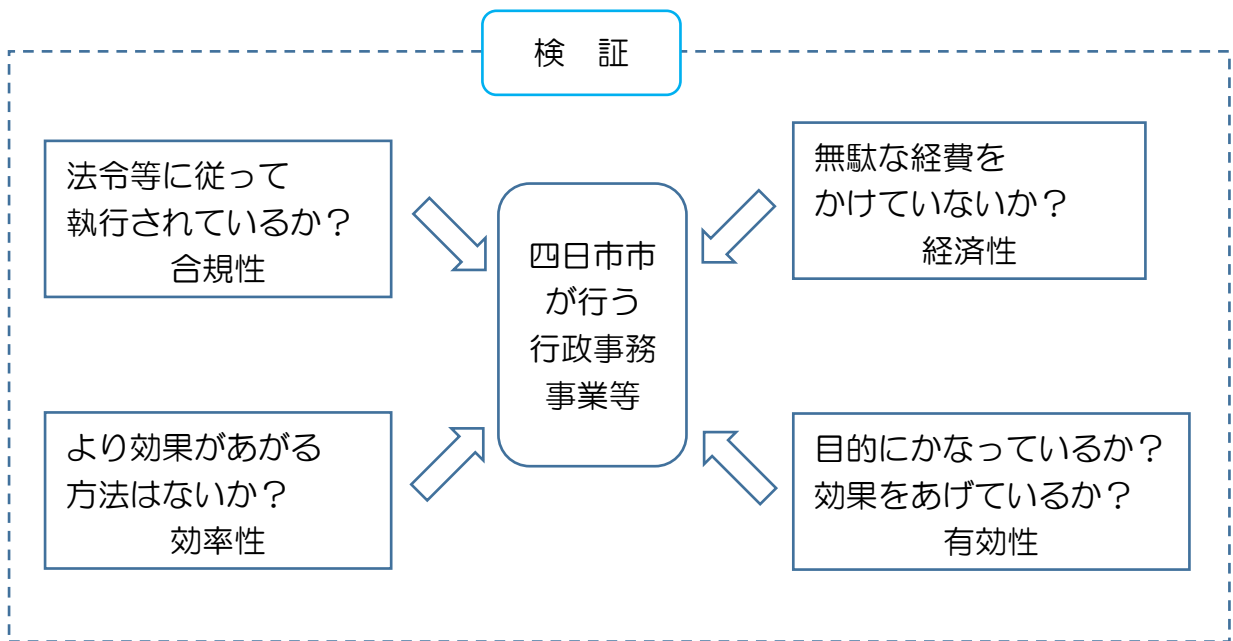 検 証
法令等に従って
執行されているか？
合規性
無駄な経費を
かけていないか？
経済性
四日市市
が行う
行政事務
事業等
より効果があがる
方法はないか？
効率性
目的にかなっているか？
効果をあげているか？
有効性